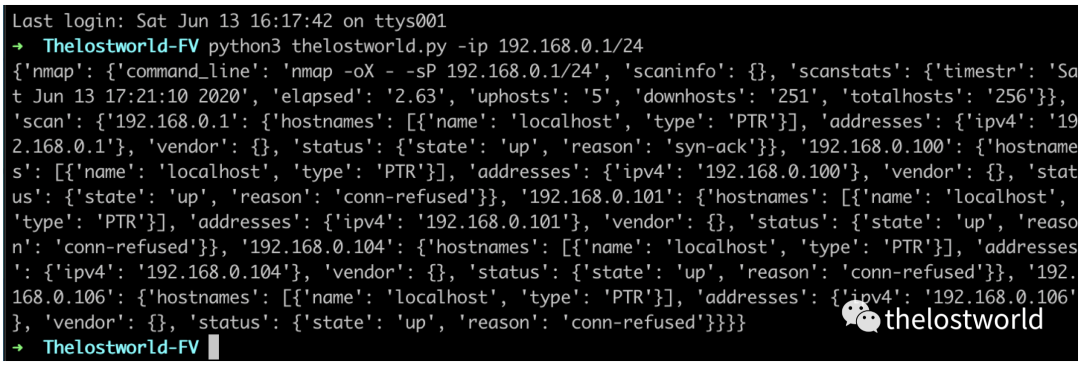 Last login: Sat Jun 13 16:17:42 on ttys001
→ Thelostworld-FV python3 thelostworld.py -ip 192.168.0.1/24
{'nmap': {'command_line': 'nmap -oX - -sP 192.168.0.1/24', 'scaninfo': {}, 'scanstats': {'timestr': 'Sa
t Jun 13 17:21:10 2020', 'elapsed': '2.63', 'uphosts': '5', 'downhosts': '251', 'totalhosts': '256'}},
'scan': {'192.168.0.1': {'hostnames': [{'name': 'localhost', 'type': 'PTR'}], 'addresses': {'ipv4': '19
2.168.0.1'}, 'vendor': {}, 'status': {'state': 'up', 'reason': 'syn-ack'}}, '192.168.0.100': {'hostname
s': [{'name': 'localhost', 'type': 'PTR'}], 'addresses': {'ipv4': '192.168.0.100'}, 'vendor': {}, 'stat
us': {'state': 'up', 'reason': 'conn-refused'}}, '192.168.0.101': {'hostnames': [{'name': 'localhost',
'type': 'PTR'}], 'addresses': {'ipv4': '192.168.0.101'}, 'vendor': {}, 'status': {'state': 'up', 'reaso
n': 'conn-refused'}}, '192.168.0.104': {'hostnames': [{'name': 'localhost', 'type': 'PTR'}], 'addresses
': {'ipv4': '192.168.0.104'}, 'vendor': {}, 'status': {'state': 'up', 'reason': 'conn-refused'}}, '192.
168.0.106': {'hostnames': [{'name': 'localhost', 'type': 'PTR'}], 'addresses': {'ipv4': '192.168.0.106'
}, 'vendor': {}, 'status': {'state': 'up', 'reason': 'conn-refused'}}}}
thelostworld
→ Thelostworld-FV